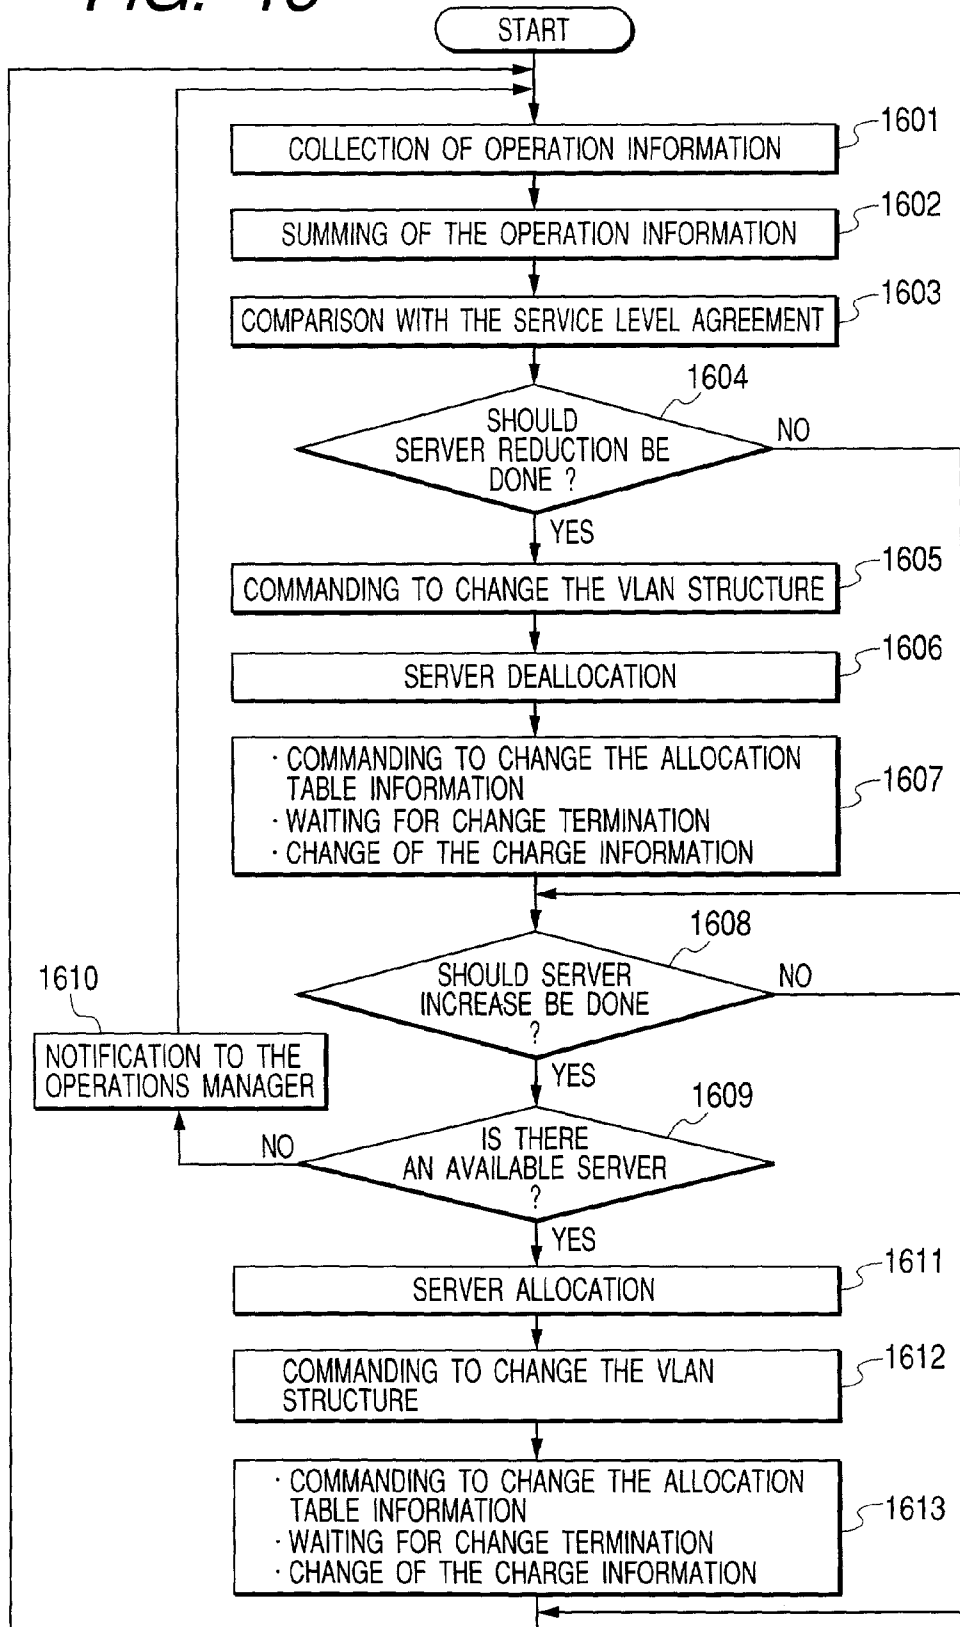 START
1601
COLLECTION OF OPERATION INFORMATION
1602
SUMMING OF THE OPERATION INFORMATION
1603
COMPARISON WITH THE SERVICE LEVEL AGREEMENT
1604
SHOULD
SERVER REDUCTION BE
DONE ?
NO
YES
1605
COMMANDING TO CHANGE THE VLAN STRUCTURE
1606
SERVER DEALLOCATION
· COMMANDING TO CHANGE THE ALLOCATION
TABLE INFORMATION
· WAITING FOR CHANGE TERMINATION
· CHANGE OF THE CHARGE INFORMATION
1607
1608
SHOULD SERVER
INCREASE BE DONE
?
NO
YES
1610
NOTIFICATION TO THE
OPERATIONS MANAGER
1609
IS THERE
AN AVAILABLE SERVER
?
NO
YES
1611
SERVER ALLOCATION
1612
COMMANDING TO CHANGE THE VLAN
STRUCTURE
· COMMANDING TO CHANGE THE ALLOCATION
TABLE INFORMATION
· WAITING FOR CHANGE TERMINATION
· CHANGE OF THE CHARGE INFORMATION
1613